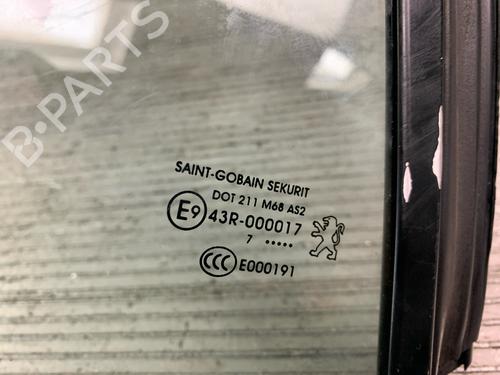 B-PARTS
SAINT-GOBAIN SEKURIT
DOT 211 M68 AS2
E9 43R-000017
7 .....
CCC E000191